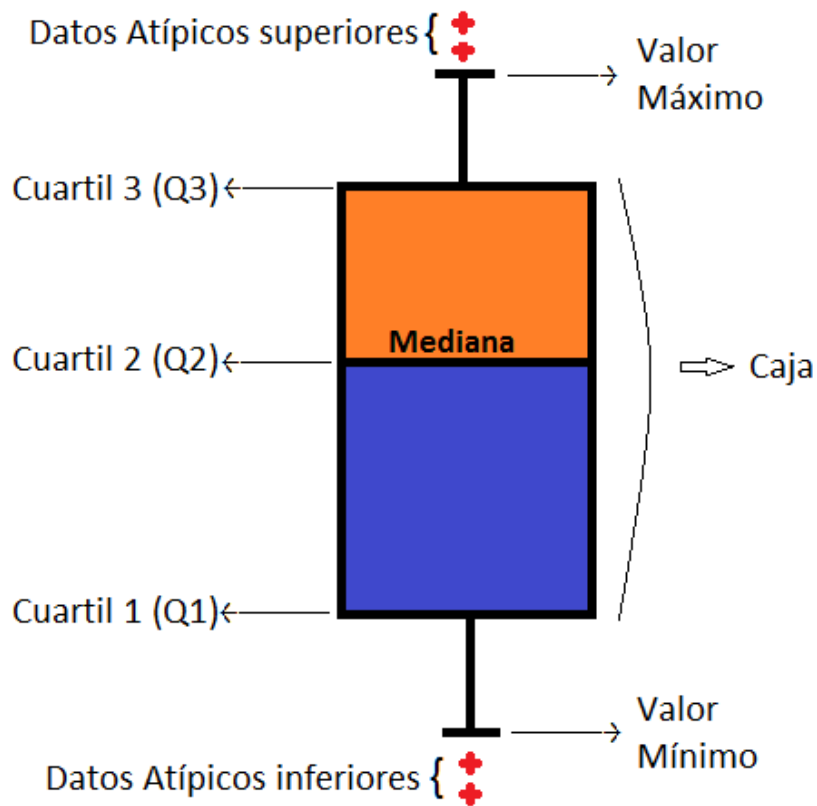 Datos Atípicos superiores {
Valor
Máximo
Cuartil 3 (Q3)
Mediana
Cuartil 2 (Q2)
Caja
Cuartil 1 (Q1)
Valor
Mínimo
Datos Atípicos inferiores {